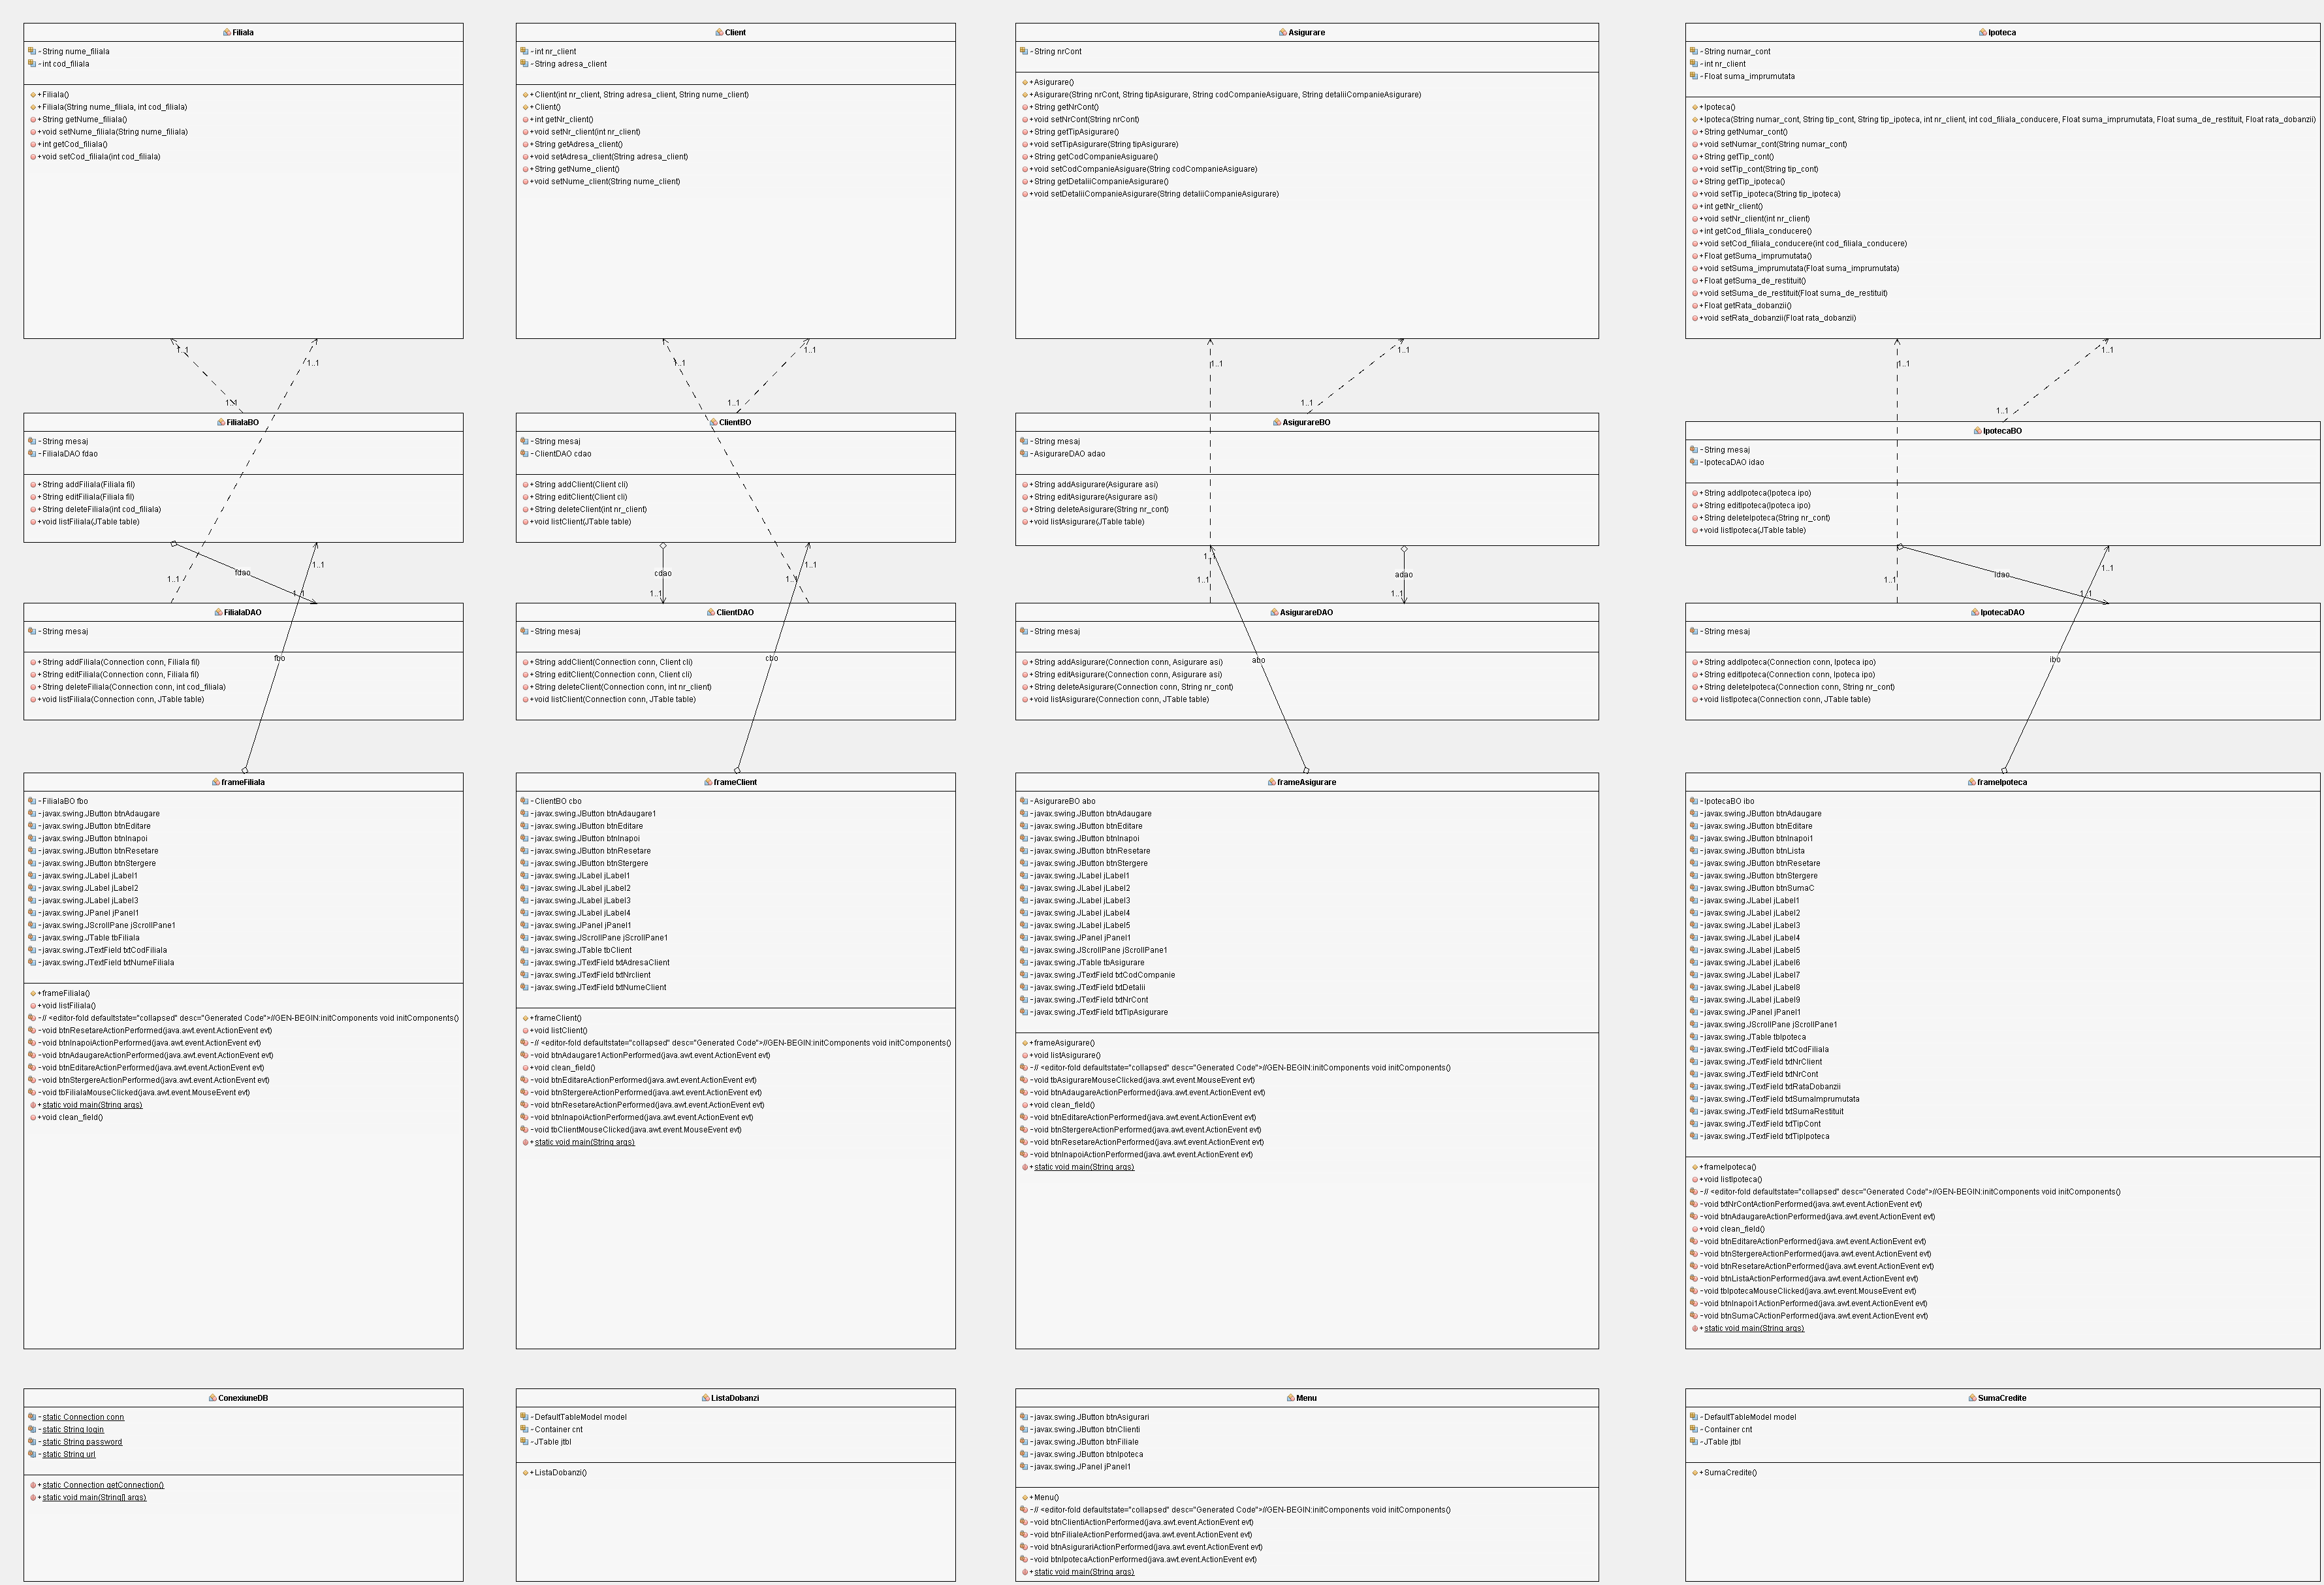 Filiala
-String nume_filiala
-int cod_filiala
+Filiala()
+Filiala(String nume_filiala, int cod_filiala)
+String getNume_filiala()
+void setNume_filiala(String nume_filiala)
+int getCod_filiala()
+void setCod_filiala(int cod_filiala)
Client
-int nr_client
-String adresa_client
+Client(int nr_client, String adresa_client, String nume_client)
+Client()
+int getNr_client()
+void setNr_client(int nr_client)
+String getAdresa_client()
+void setAdresa_client(String adresa_client)
+String getNume_client()
+void setNume_client(String nume_client)
Asigurare
-String nrCont
+Asigurare()
+Asigurare(String nrCont, String tipAsigurare, String codCompanieAsiguare, String detaliiCompanieAsigurare)
+String getNrCont()
+void setNrCont(String nrCont)
+String getTipAsigurare()
+void setTipAsigurare(String tipAsigurare)
+String getCodCompanieAsiguare()
+void setCodCompanieAsiguare(String codCompanieAsiguare)
+String getDetaliiCompanieAsigurare()
+void setDetaliiCompanieAsigurare(String detaliiCompanieAsigurare)
Ipoteca
-String numar_cont
-int nr_client
-Float suma_imprumutata
+Ipoteca()
+Ipoteca(String numar_cont, String tip_cont, String tip_ipoteca, int nr_client, int cod_filiala_conducere, Float suma_imprumutata, Float suma_de_restituit, Float rata_dobanzii)
+String getNumar_cont()
+void setNumar_cont(String numar_cont)
+String getTip_cont()
+void setTip_cont(String tip_cont)
+String getTip_ipoteca()
+void setTip_ipoteca(String tip_ipoteca)
+int getNr_client()
+void setNr_client(int nr_client)
+int getCod_filiala_conducere()
+void setCod_filiala_conducere(int cod_filiala_conducere)
+Float getSuma_imprumutata()
+void setSuma_imprumutata(Float suma_imprumutata)
+Float getSuma_de_restituit()
+void setSuma_de_restituit(Float suma_de_restituit)
+Float getRata_dobanzii()
+void setRata_dobanzii(Float rata_dobanzii)
1..1
1..1
1..1
1..1
1..1
1..1
1..1
1..1
1..1
1..1
1..1
1..1
FilialaBO
-String mesaj
-FilialaDAO fdao
+String addFiliala(Filiala fil)
+String editFiliala(Filiala fil)
+String deleteFiliala(int cod_filiala)
+void listFiliala(JTable table)
ClientBO
-String mesaj
-ClientDAO cdao
+String addClient(Client cli)
+String editClient(Client cli)
+String deleteClient(int nr_client)
+void listClient(JTable table)
AsigurareBO
-String mesaj
-AsigurareDAO adao
+String addAsigurare(Asigurare asi)
+String editAsigurare(Asigurare asi)
+String deleteAsigurare(String nr_cont)
+void listAsigurare(JTable table)
IpotecaBO
-String mesaj
-IpotecaDAO idao
+String addIpoteca(Ipoteca ipo)
+String editIpoteca(Ipoteca ipo)
+String deleteIpoteca(String nr_cont)
+void listIpoteca(JTable table)
fdao
1..1
1..1
1..1
cdao
1..1
1..1
1..1
1..1
1..1
adao
1..1
idao
1..1
1..1
1..1
FilialaDAO
-String mesaj
+String addFiliala(Connection conn, Filiala fil)
+String editFiliala(Connection conn, Filiala fil)
+String deleteFiliala(Connection conn, int cod_filiala)
+void listFiliala(Connection conn, JTable table)
fbo
ClientDAO
-String mesaj
+String addClient(Connection conn, Client cli)
+String editClient(Connection conn, Client cli)
+String deleteClient(Connection conn, int nr_client)
+void listClient(Connection conn, JTable table)
cbo
AsigurareDAO
-String mesaj
+String addAsigurare(Connection conn, Asigurare asi)
+String editAsigurare(Connection conn, Asigurare asi)
+String deleteAsigurare(Connection conn, String nr_cont)
+void listAsigurare(Connection conn, JTable table)
abo
IpotecaDAO
-String mesaj
+String addIpoteca(Connection conn, Ipoteca ipo)
+String editIpoteca(Connection conn, Ipoteca ipo)
+String deleteIpoteca(Connection conn, String nr_cont)
+void listIpoteca(Connection conn, JTable table)
ibo
frameFiliala
-FilialaBO fbo
-javax.swing.JButton btnAdaugare
-javax.swing.JButton btnEditare
-javax.swing.JButton btnInapoi
-javax.swing.JButton btnResetare
-javax.swing.JButton btnStergere
-javax.swing.JLabel jLabel1
-javax.swing.JLabel jLabel2
-javax.swing.JLabel jLabel3
-javax.swing.JPanel jPanel1
-javax.swing.JScrollPane jScrollPane1
-javax.swing.JTable tbFiliala
-javax.swing.JTextField txtCodFiliala
-javax.swing.JTextField txtNumeFiliala
+frameFiliala()
+void listFiliala()
-// <editor-fold defaultstate="collapsed" desc="Generated Code">//GEN-BEGIN:initComponents void initComponents()
-void btnResetareActionPerformed(java.awt.event.ActionEvent evt)
-void btnInapoiActionPerformed(java.awt.event.ActionEvent evt)
-void btnAdaugareActionPerformed(java.awt.event.ActionEvent evt)
-void btnEditareActionPerformed(java.awt.event.ActionEvent evt)
-void btnStergereActionPerformed(java.awt.event.ActionEvent evt)
-void tbFilialaMouseClicked(java.awt.event.MouseEvent evt)
+static void main(String args)
+void clean_field()
frameClient
-ClientBO cbo
-javax.swing.JButton btnAdaugare1
-javax.swing.JButton btnEditare
-javax.swing.JButton btnInapoi
-javax.swing.JButton btnResetare
-javax.swing.JButton btnStergere
-javax.swing.JLabel jLabel1
-javax.swing.JLabel jLabel2
-javax.swing.JLabel jLabel3
-javax.swing.JLabel jLabel4
-javax.swing.JPanel jPanel1
-javax.swing.JScrollPane jScrollPane1
-javax.swing.JTable tbClient
-javax.swing.JTextField txtAdresaClient
-javax.swing.JTextField txtNrclient
-javax.swing.JTextField txtNumeClient
+frameClient()
+void listClient()
-// <editor-fold defaultstate="collapsed" desc="Generated Code">//GEN-BEGIN:initComponents void initComponents()
-void btnAdaugare1ActionPerformed(java.awt.event.ActionEvent evt)
+void clean_field()
-void btnEditareActionPerformed(java.awt.event.ActionEvent evt)
-void btnStergereActionPerformed(java.awt.event.ActionEvent evt)
-void btnResetareActionPerformed(java.awt.event.ActionEvent evt)
-void btnInapoiActionPerformed(java.awt.event.ActionEvent evt)
-void tbClientMouseClicked(java.awt.event.MouseEvent evt)
+static void main(String args)
frameAsigurare
-AsigurareBO abo
-javax.swing.JButton btnAdaugare
-javax.swing.JButton btnEditare
-javax.swing.JButton btnInapoi
-javax.swing.JButton btnResetare
-javax.swing.JButton btnStergere
-javax.swing.JLabel jLabel1
-javax.swing.JLabel jLabel2
-javax.swing.JLabel jLabel3
-javax.swing.JLabel jLabel4
-javax.swing.JLabel jLabel5
-javax.swing.JPanel jPanel1
-javax.swing.JScrollPane jScrollPane1
-javax.swing.JTable tbAsigurare
-javax.swing.JTextField txtCodCompanie
-javax.swing.JTextField txtDetalii
-javax.swing.JTextField txtNrCont
-javax.swing.JTextField txtTipAsigurare
+frameAsigurare()
+void listAsigurare()
-// <editor-fold defaultstate="collapsed" desc="Generated Code">//GEN-BEGIN:initComponents void initComponents()
-void tbAsigurareMouseClicked(java.awt.event.MouseEvent evt)
-void btnAdaugareActionPerformed(java.awt.event.ActionEvent evt)
+void clean_field()
-void btnEditareActionPerformed(java.awt.event.ActionEvent evt)
-void btnStergereActionPerformed(java.awt.event.ActionEvent evt)
-void btnResetareActionPerformed(java.awt.event.ActionEvent evt)
-void btnInapoiActionPerformed(java.awt.event.ActionEvent evt)
+static void main(String args)
frameIpoteca
-IpotecaBO ibo
-javax.swing.JButton btnAdaugare
-javax.swing.JButton btnEditare
-javax.swing.JButton btnInapoi1
-javax.swing.JButton btnLista
-javax.swing.JButton btnResetare
-javax.swing.JButton btnStergere
-javax.swing.JButton btnSumaC
-javax.swing.JLabel jLabel1
-javax.swing.JLabel jLabel2
-javax.swing.JLabel jLabel3
-javax.swing.JLabel jLabel4
-javax.swing.JLabel jLabel5
-javax.swing.JLabel jLabel6
-javax.swing.JLabel jLabel7
-javax.swing.JLabel jLabel8
-javax.swing.JLabel jLabel9
-javax.swing.JPanel jPanel1
-javax.swing.JScrollPane jScrollPane1
-javax.swing.JTable tbIpoteca
-javax.swing.JTextField txtCodFiliala
-javax.swing.JTextField txtNrClient
-javax.swing.JTextField txtNrCont
-javax.swing.JTextField txtRataDobanzii
-javax.swing.JTextField txtSumaImprumutata
-javax.swing.JTextField txtSumaRestituit
-javax.swing.JTextField txtTipCont
-javax.swing.JTextField txtTipIpoteca
+frameIpoteca()
+void listIpoteca()
-// <editor-fold defaultstate="collapsed" desc="Generated Code">//GEN-BEGIN:initComponents void initComponents()
-void txtNrContActionPerformed(java.awt.event.ActionEvent evt)
-void btnAdaugareActionPerformed(java.awt.event.ActionEvent evt)
+void clean_field()
-void btnEditareActionPerformed(java.awt.event.ActionEvent evt)
-void btnStergereActionPerformed(java.awt.event.ActionEvent evt)
-void btnResetareActionPerformed(java.awt.event.ActionEvent evt)
-void btnListaActionPerformed(java.awt.event.ActionEvent evt)
-void tbIpotecaMouseClicked(java.awt.event.MouseEvent evt)
-void btnInapoi1ActionPerformed(java.awt.event.ActionEvent evt)
-void btnSumaCActionPerformed(java.awt.event.ActionEvent evt)
+static void main(String args)
ConexiuneDB
-static Connection conn
-static String login
-static String password
-static String url
+static Connection getConnection()
+static void main(String[] args)
ListaDobanzi
-DefaultTableModel model
-Container cnt
-JTable jtbl
+ListaDobanzi()
Menu
-javax.swing.JButton btnAsigurari
-javax.swing.JButton btnClienti
-javax.swing.JButton btnFiliale
-javax.swing.JButton btnIpoteca
-javax.swing.JPanel jPanel1
+Menu()
-// <editor-fold defaultstate="collapsed" desc="Generated Code">//GEN-BEGIN:initComponents void initComponents()
-void btnClientiActionPerformed(java.awt.event.ActionEvent evt)
-void btnFilialeActionPerformed(java.awt.event.ActionEvent evt)
-void btnAsigurariActionPerformed(java.awt.event.ActionEvent evt)
-void btnIpotecaActionPerformed(java.awt.event.ActionEvent evt)
+static void main(String args)
SumaCredite
-DefaultTableModel model
-Container cnt
-JTable jtbl
+SumaCredite()